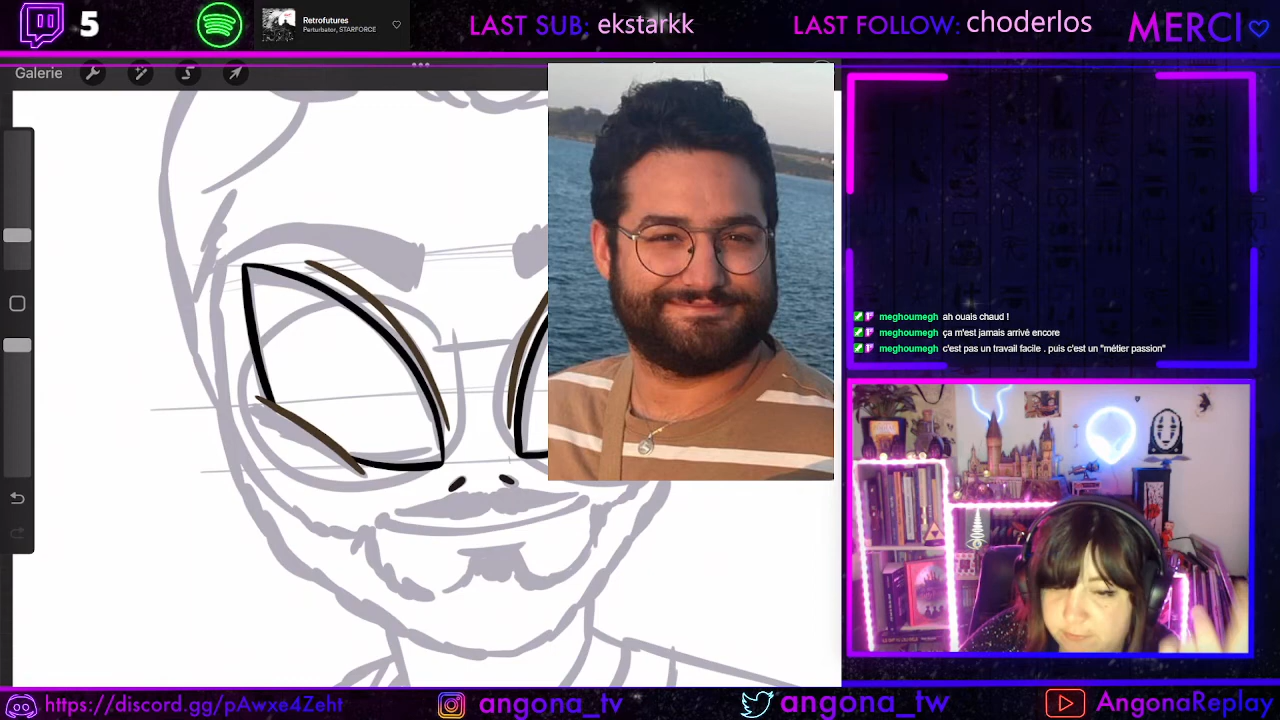 5
Retrofutures
Perturbator, STARFORCE
LAST SUB: ekstarkk
LAST FOLLOW: choderlos
MERCI
Galerie
meghoumegh ah ouais chaud !
meghoumegh ça m'est jamais arrivé encore
meghoumegh c'est pas un travail facile . puis c'est un "métier passion"
https://discord.gg/pAwxe4Zeht
angona_tv
angona_tw
AngonaReplay